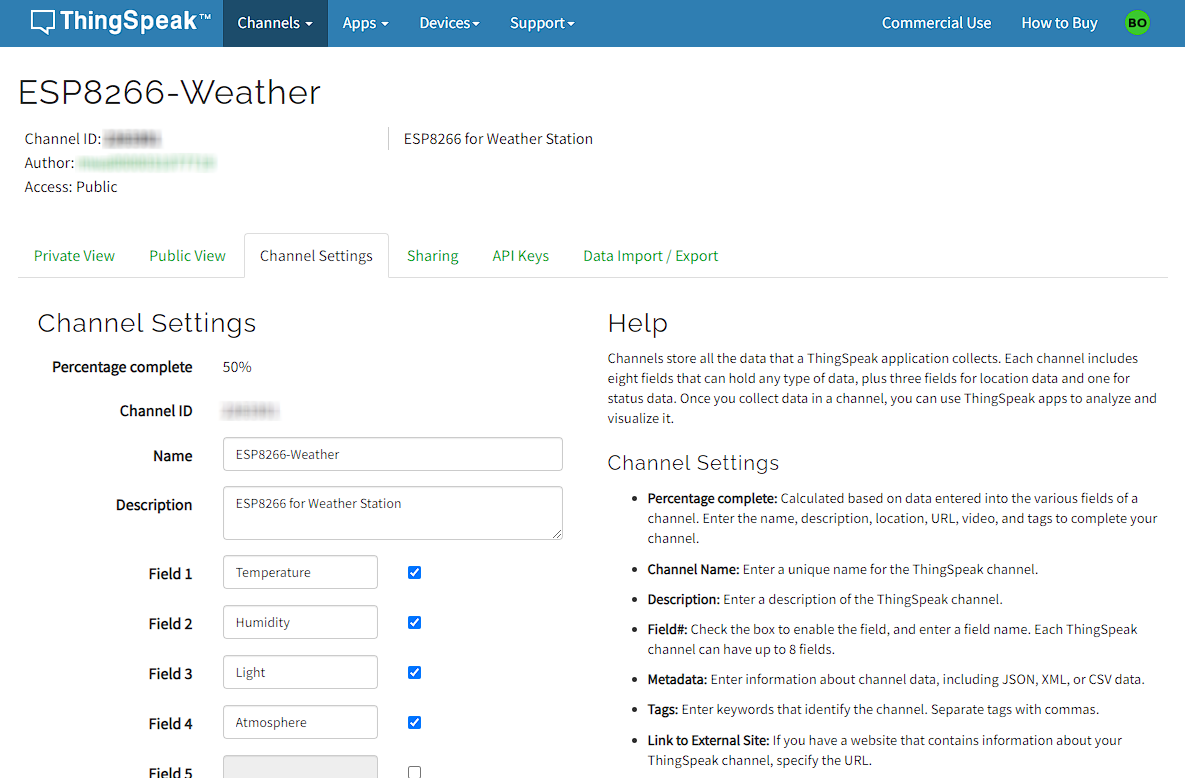 ThingSpeak™ Channels Apps Devices Support Commercial Use How to Buy BO
ESP8266-Weather
Channel ID:
ESP8266 for Weather Station
Author:
Access: Public
Private View Public View Channel Settings Sharing API Keys Data Import / Export
Channel Settings
Percentage complete 50%
Channel ID
Name ESP8266-Weather
Description ESP8266 for Weather Station
Field 1 Temperature
Field 2 Humidity
Field 3 Light
Field 4 Atmosphere
Field 5
Help
Channels store all the data that a ThingSpeak application collects. Each channel includes
eight fields that can hold any type of data, plus three fields for location data and one for
status data. Once you collect data in a channel, you can use ThingSpeak apps to analyze and
visualize it.
Channel Settings
Percentage complete: Calculated based on data entered into the various fields of a
channel. Enter the name, description, location, URL, video, and tags to complete your
channel.
Channel Name: Enter a unique name for the ThingSpeak channel.
Description: Enter a description of the ThingSpeak channel.
Field#: Check the box to enable the field, and enter a field name. Each ThingSpeak
channel can have up to 8 fields.
Metadata: Enter information about channel data, including JSON, XML, or CSV data.
Tags: Enter keywords that identify the channel. Separate tags with commas.
Link to External Site: If you have a website that contains information about your
ThingSpeak channel, specify the URL.